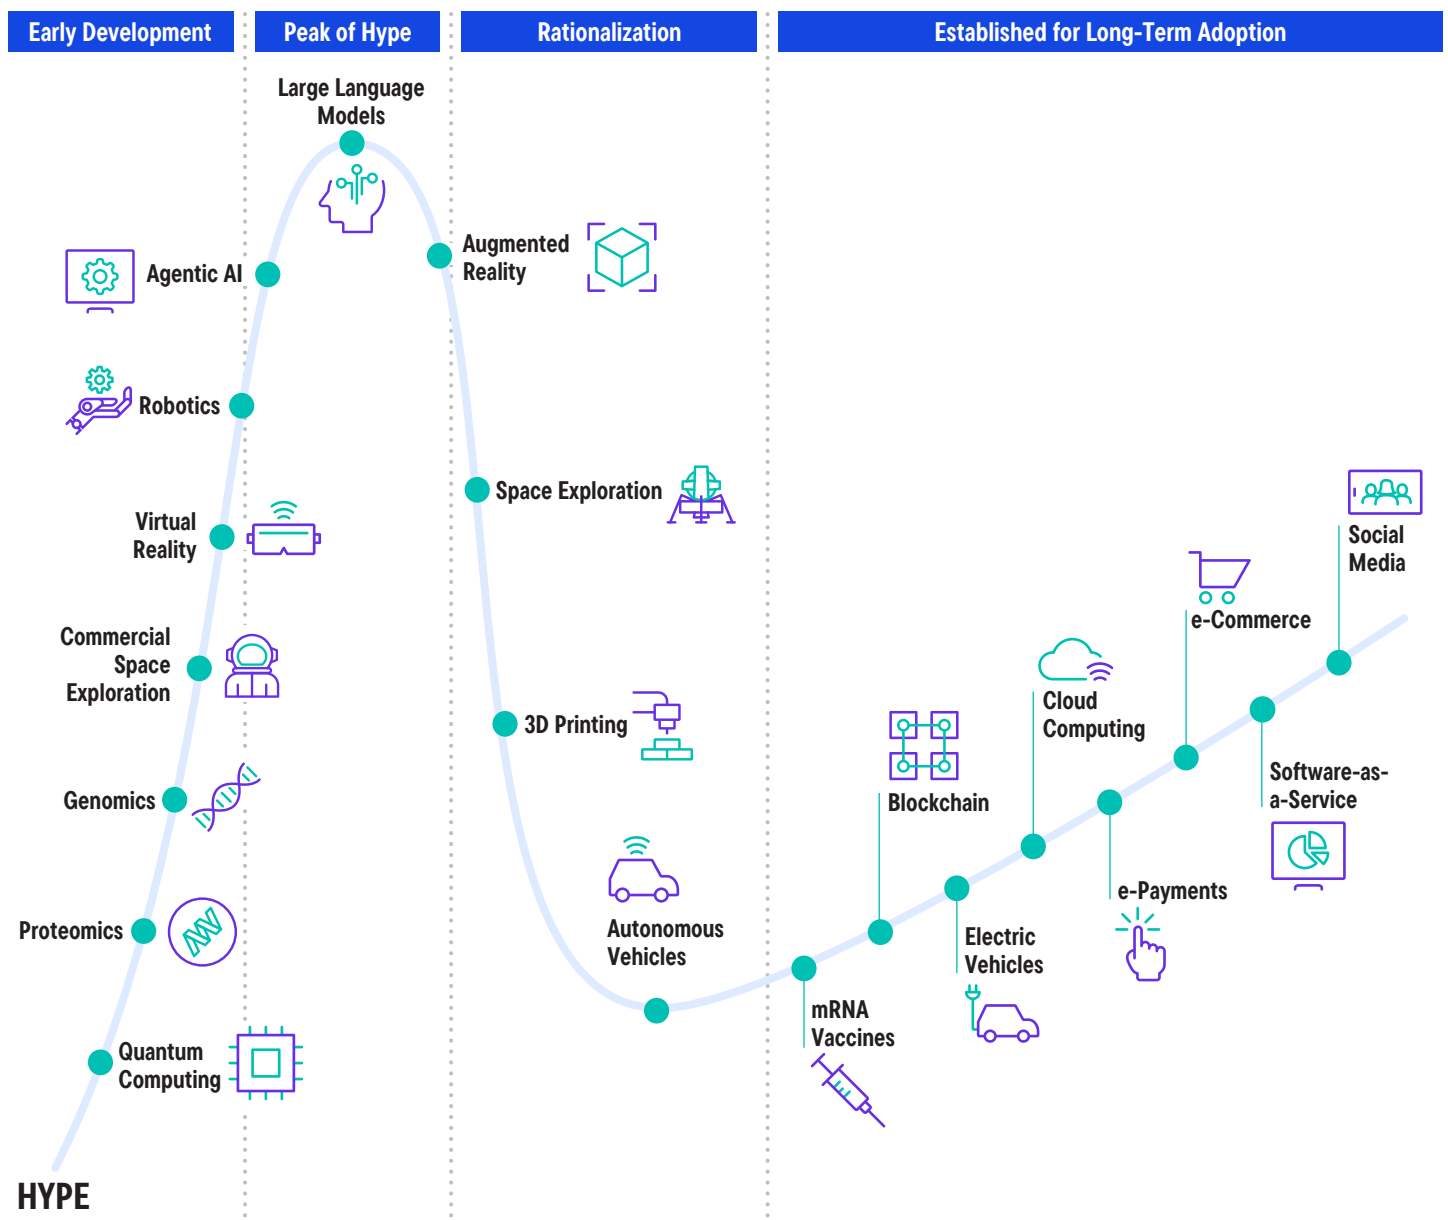 Early Development
Peak of Hype
Rationalization
Established for Long-Term Adoption
Large Language
Models
Agentic AI
Augmented
Reality
Robotics
Space Exploration
Virtual
Reality
Social
Media
e-Commerce
Commercial
Space
Exploration
Cloud
Computing
3D Printing
Software-as-
a-Service
Genomics
Blockchain
e-Payments
Proteomics
Autonomous
Vehicles
Electric
Vehicles
mRNA
Vaccines
Quantum
Computing
HYPE